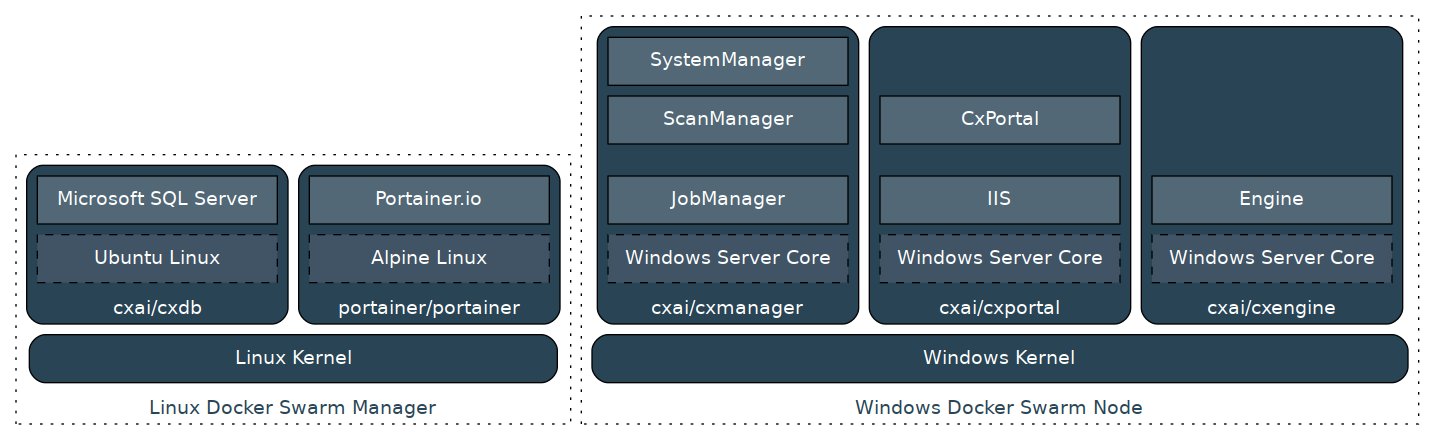 SystemManager
ScanManager
CxPortal
Microsoft SQL Server
Portainer.io
JobManager
IIS
Engine
Ubuntu Linux
Alpine Linux
Windows Server Core
Windows Server Core
Windows Server Core
cxai/cxdb
portainer/portainer
cxai/cxmanager
cxai/cxportal
cxai/cxengine
Linux Kernel
Windows Kernel
Linux Docker Swarm Manager
Windows Docker Swarm Node